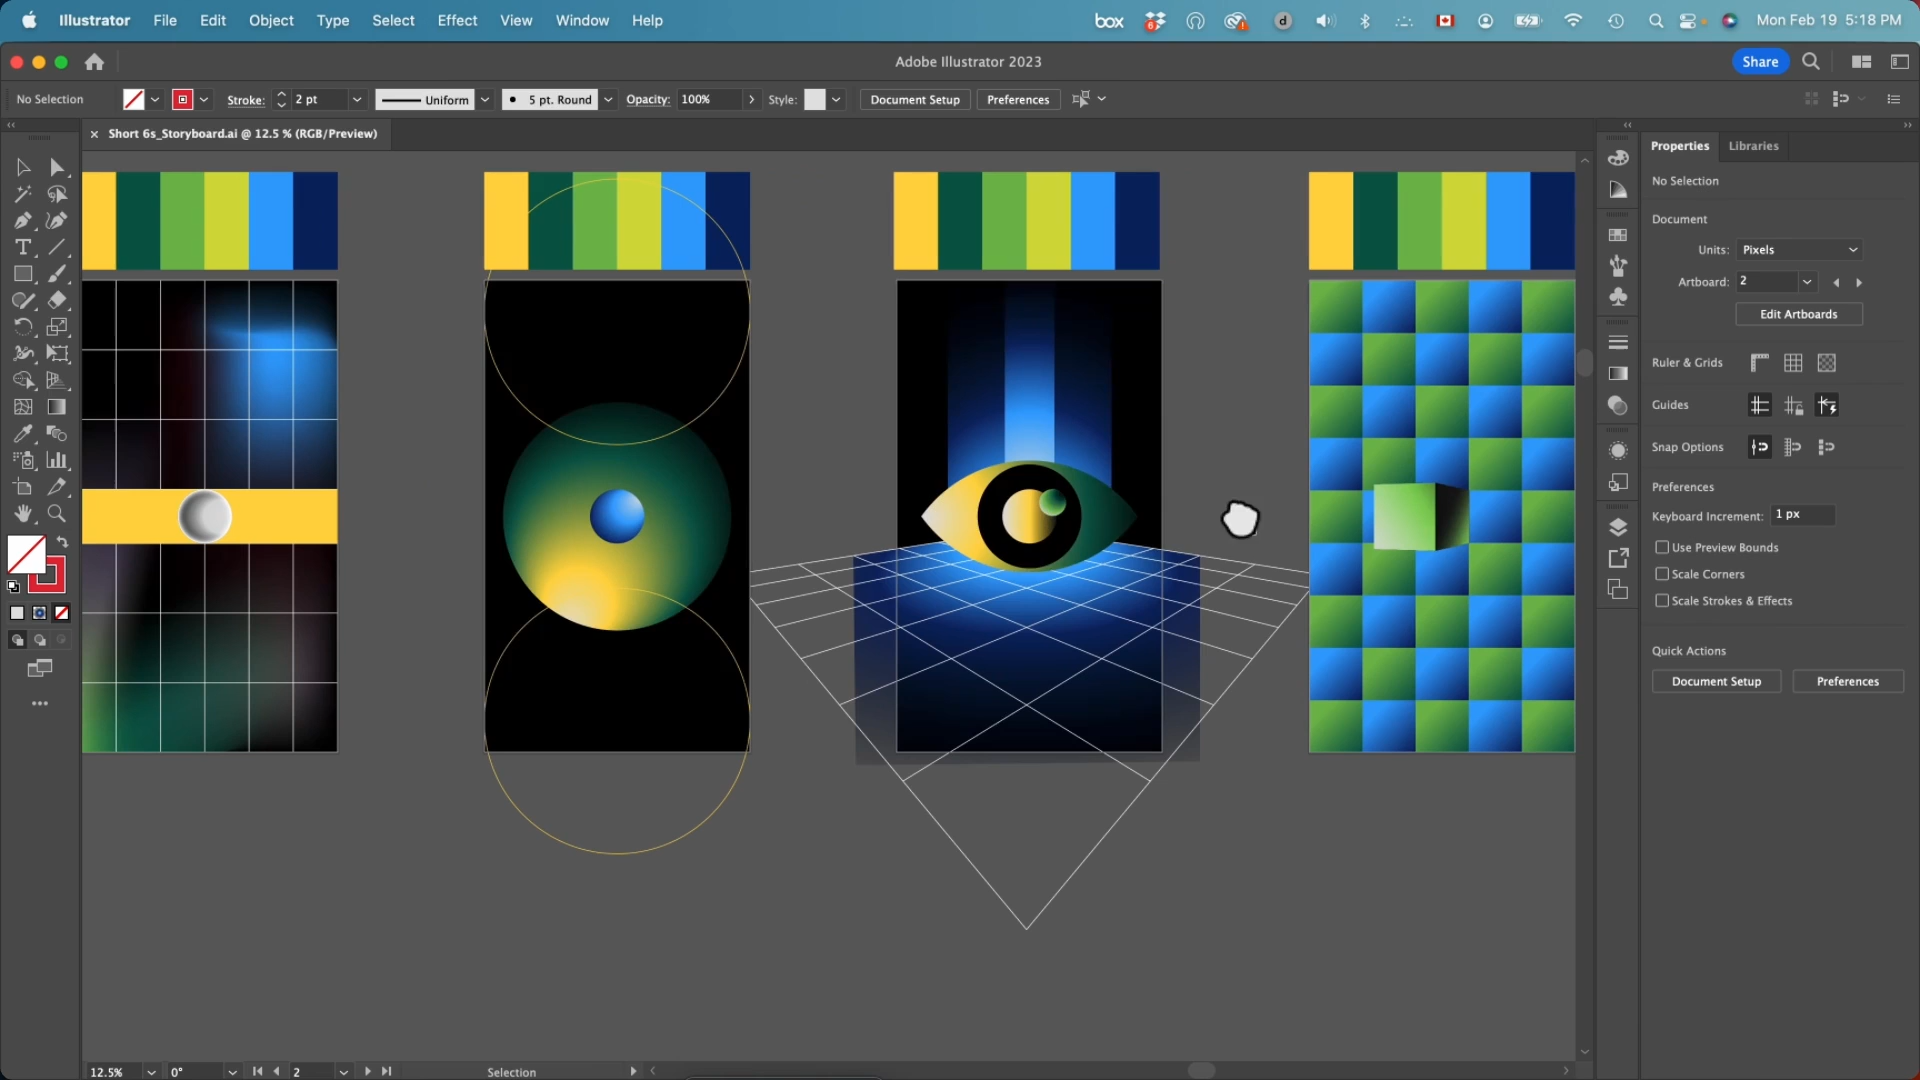 Illustrator File Edit Object Type Select Effect View Window Help box 6 d Mon Feb 19 5:18 PM
Adobe Illustrator 2023 Share
No Selection Stroke: 2 pt Uniform 5 pt. Round Opacity: 100% Style: Document Setup Preferences
Short 6s_Storyboard.ai @ 12.5 % (RGB/Preview)
Properties Libraries
No Selection
Document
Units: Pixels
Artboard: 2
Edit Artboards
Ruler & Grids
Guides
Snap Options
Preferences
Keyboard Increment: 1 px
Use Preview Bounds
Scale Corners
Scale Strokes & Effects
Quick Actions
Document Setup Preferences
12.5% 0° 2 Selection